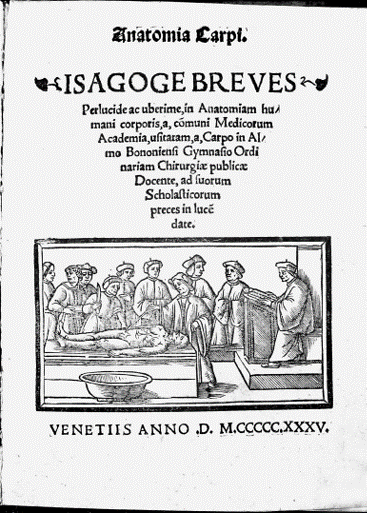 Anatomia Carpi.
ISAGOGE BREVES
Perlucide ac uberime, in Anatomiam hu/
mani corporis, a, cõmuni Medicorum
Academia, usitatam, a, Carpo in Al/
mo Bononiensi Gymnasio Ordi
nariam Chirurgiæ publicæ
Docente, ad suorum
Scholasticorum
preces in lucẽ
date.
VENETIIS ANNO .D. M.CCCCC.XXXV.